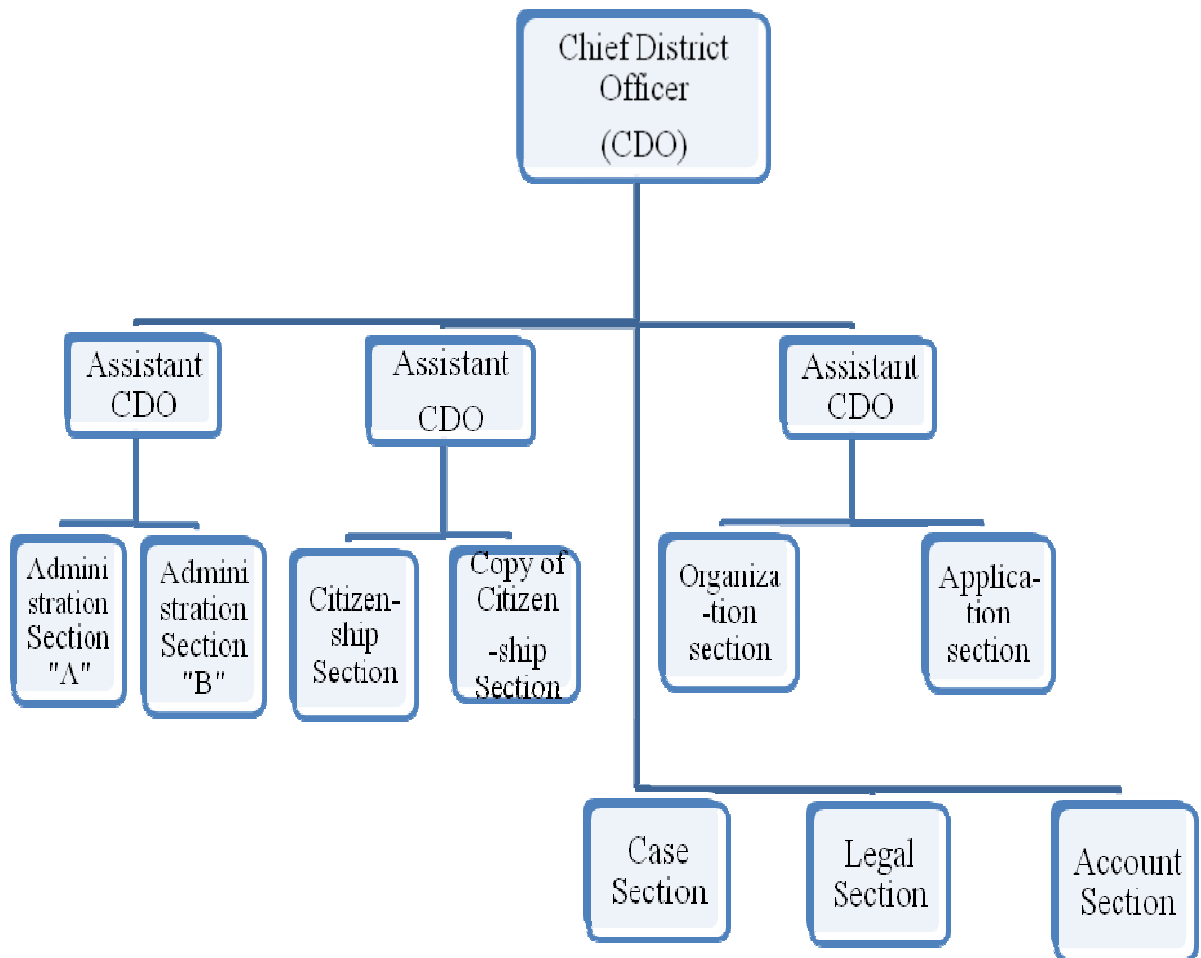 Chief District
Officer
(CDO)
Assistant
CDO
Assistant
CDO
Assistant
CDO
Admini
stration
Section
"A"
Admini
stration
Section
"B"
Citizen-
ship
Section
Copy of
Citizen
-ship
Section
Organiza
-tion
section
Applica-
tion
section
Case
Section
Legal
Section
Account
Section